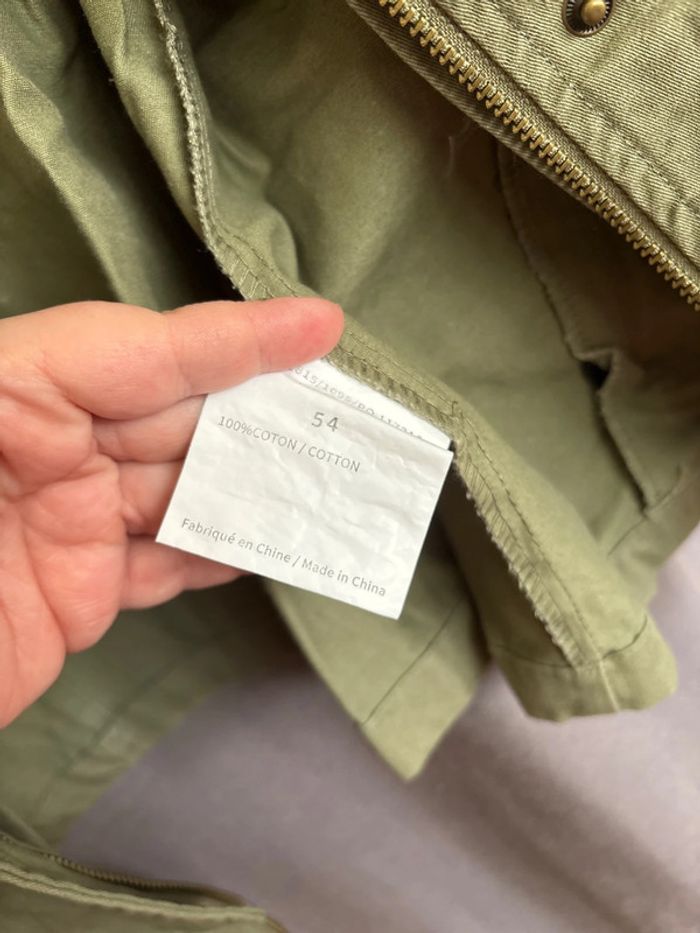 54
100%COTON / COTTON
Fabriqué en Chine / Made in China